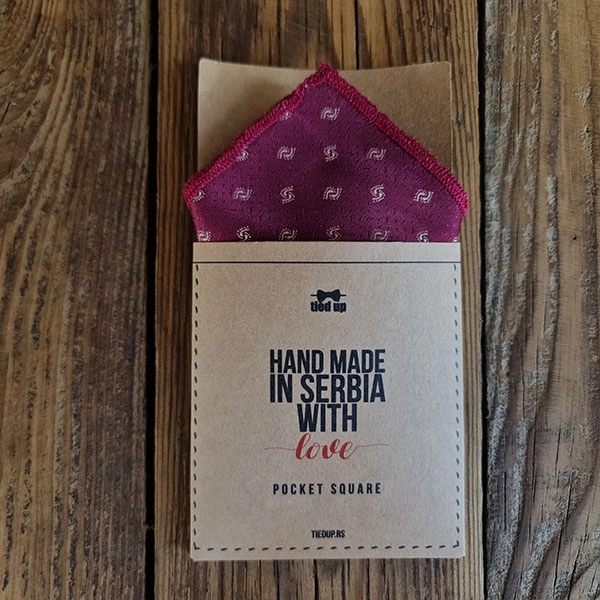 tied up
HAND MADE
IN SERBIA
WITH
love
POCKET SQUARE
TIEDUP.RS